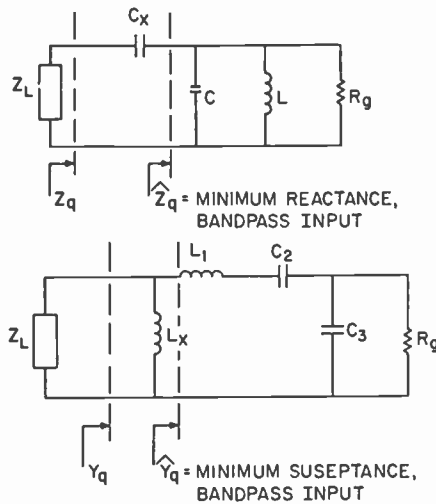 C_X
Z_L
C
L
R_g
Z_q
Ẑ_q = MINIMUM REACTANCE,
BANDPASS INPUT
L_1
C_2
Z_L
L_X
C_3
R_g
Y_q
Ŷ_q = MINIMUM SUSEPTANCE,
BANDPASS INPUT